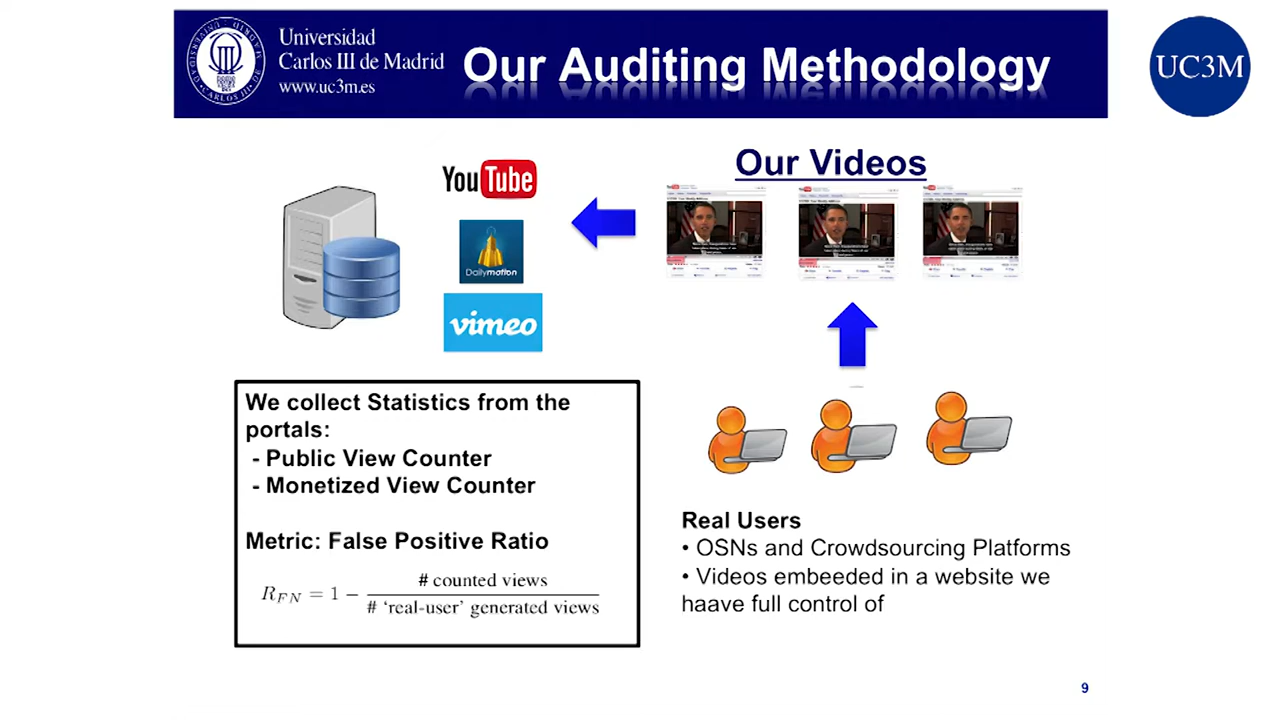 Universidad
Carlos III de Madrid
www.uc3m.es
Our Auditing Methodology
UC3M
YouTube
Dailymotion
vimeo
Our Videos
We collect Statistics from the
portals:
- Public View Counter
- Monetized View Counter
Metric: False Positive Ratio
R_{FN} = 1 - # counted views / # ‘real-user’ generated views
Real Users
• OSNs and Crowdsourcing Platforms
• Videos embeeded in a website we
haave full control of
9